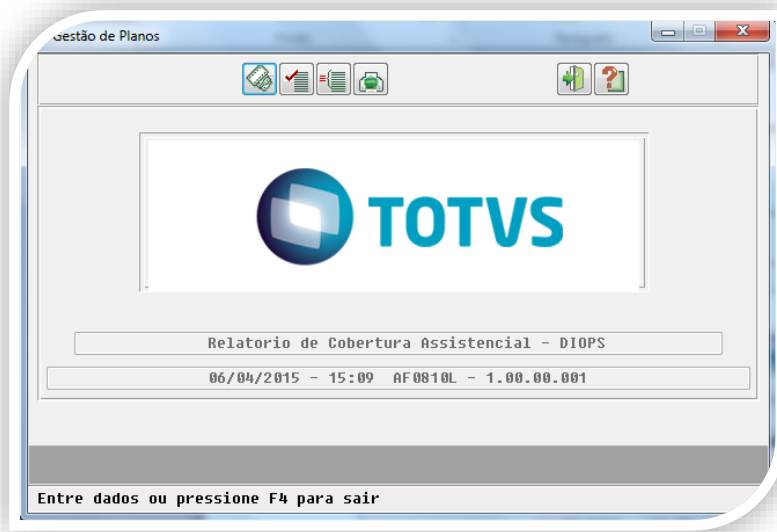 Gestão de Planos
TOTVS
Relatorio de Cobertura Assistencial - DIOPS
06/04/2015 - 15:09 AF0810L - 1.00.00.001
Entre dados ou pressione F4 para sair